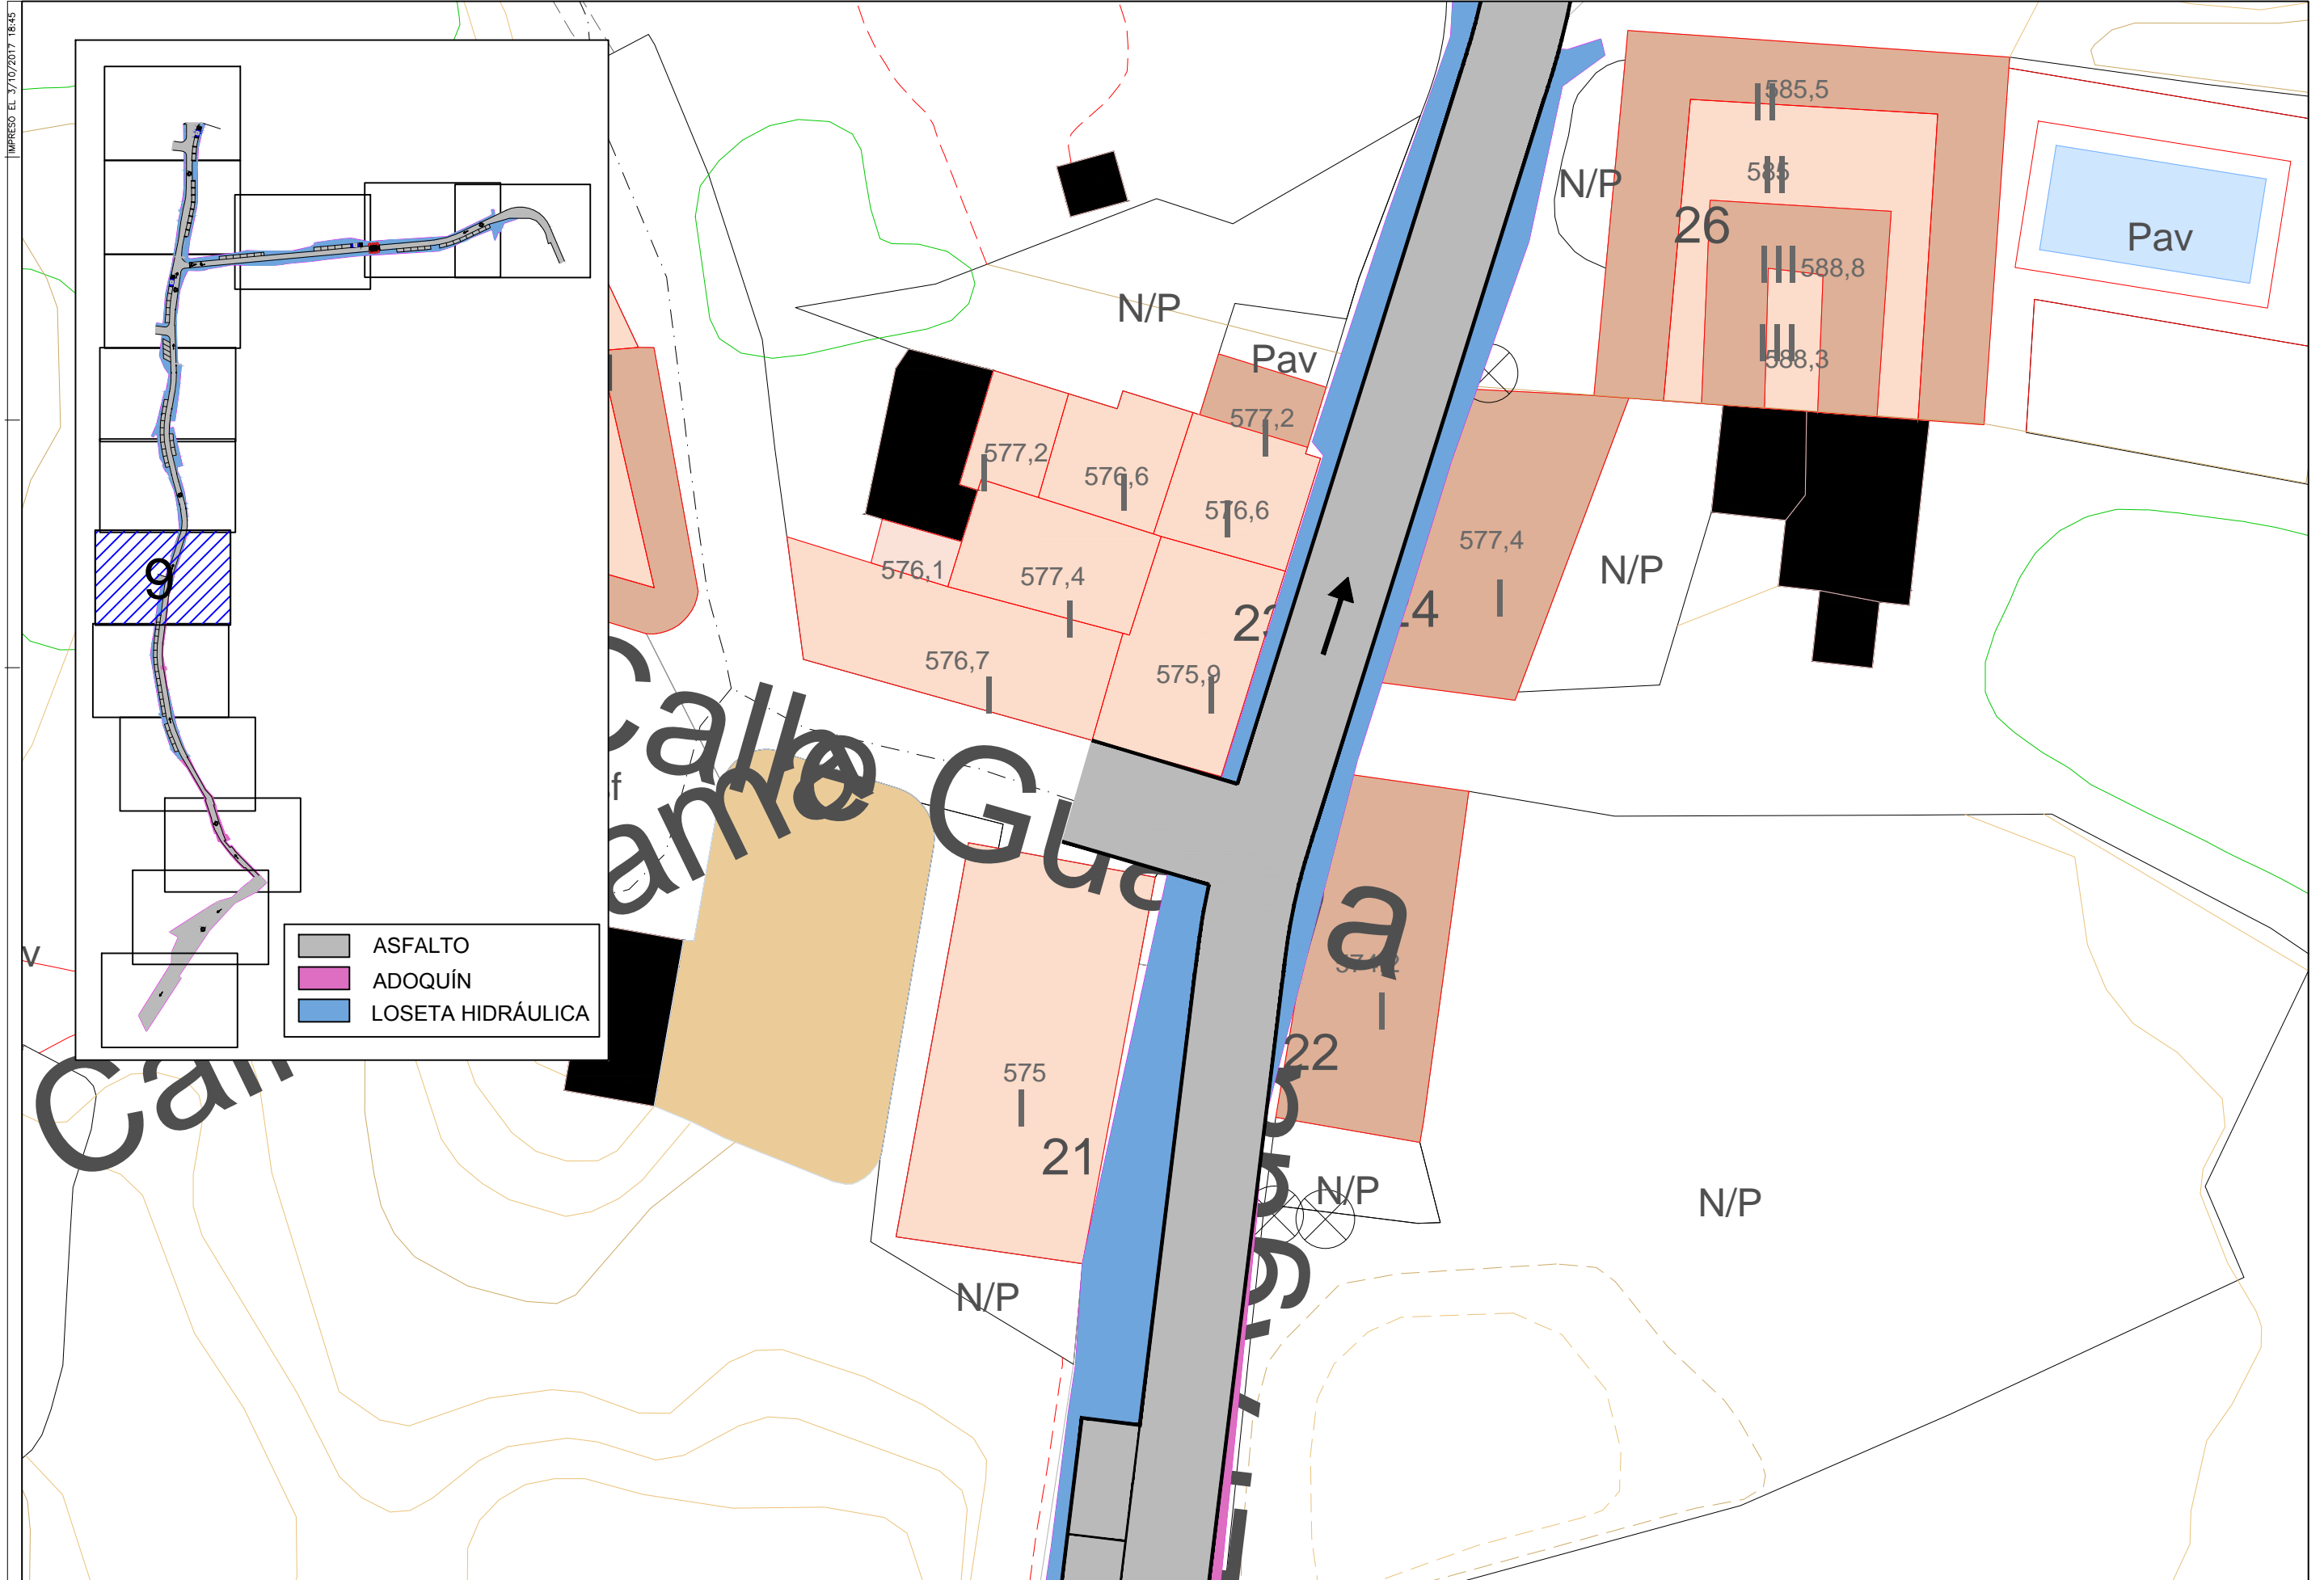 IMPRESO EL 3/10/2017 18:45
9
ASFALTO
ADOQUÍN
LOSETA HIDRÁULICA
585,5
585
N/P
26
588,8
588,3
Pav
N/P
Pav
577,2
577,2
576,6
576,6
577,4
N/P
576,1
577,4
576,7
575,9
Calle
22
575
21
N/P
N/P
N/P